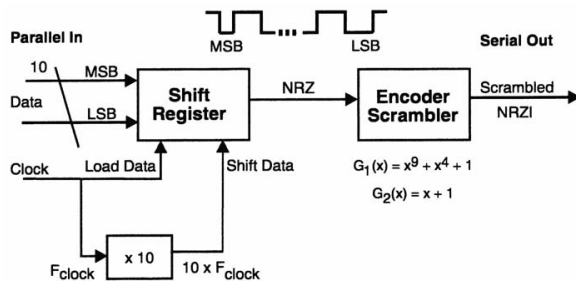 Parallel In
MSB
LSB
Serial Out
10
MSB
Data
LSB
Shift
Register
NRZ
Encoder
Scrambler
Scrambled
NRZI
Clock
Load Data
Shift Data
G₁(x) = x⁹ + x⁴ + 1
G₂(x) = x + 1
x 10
Fclock
10 x Fclock